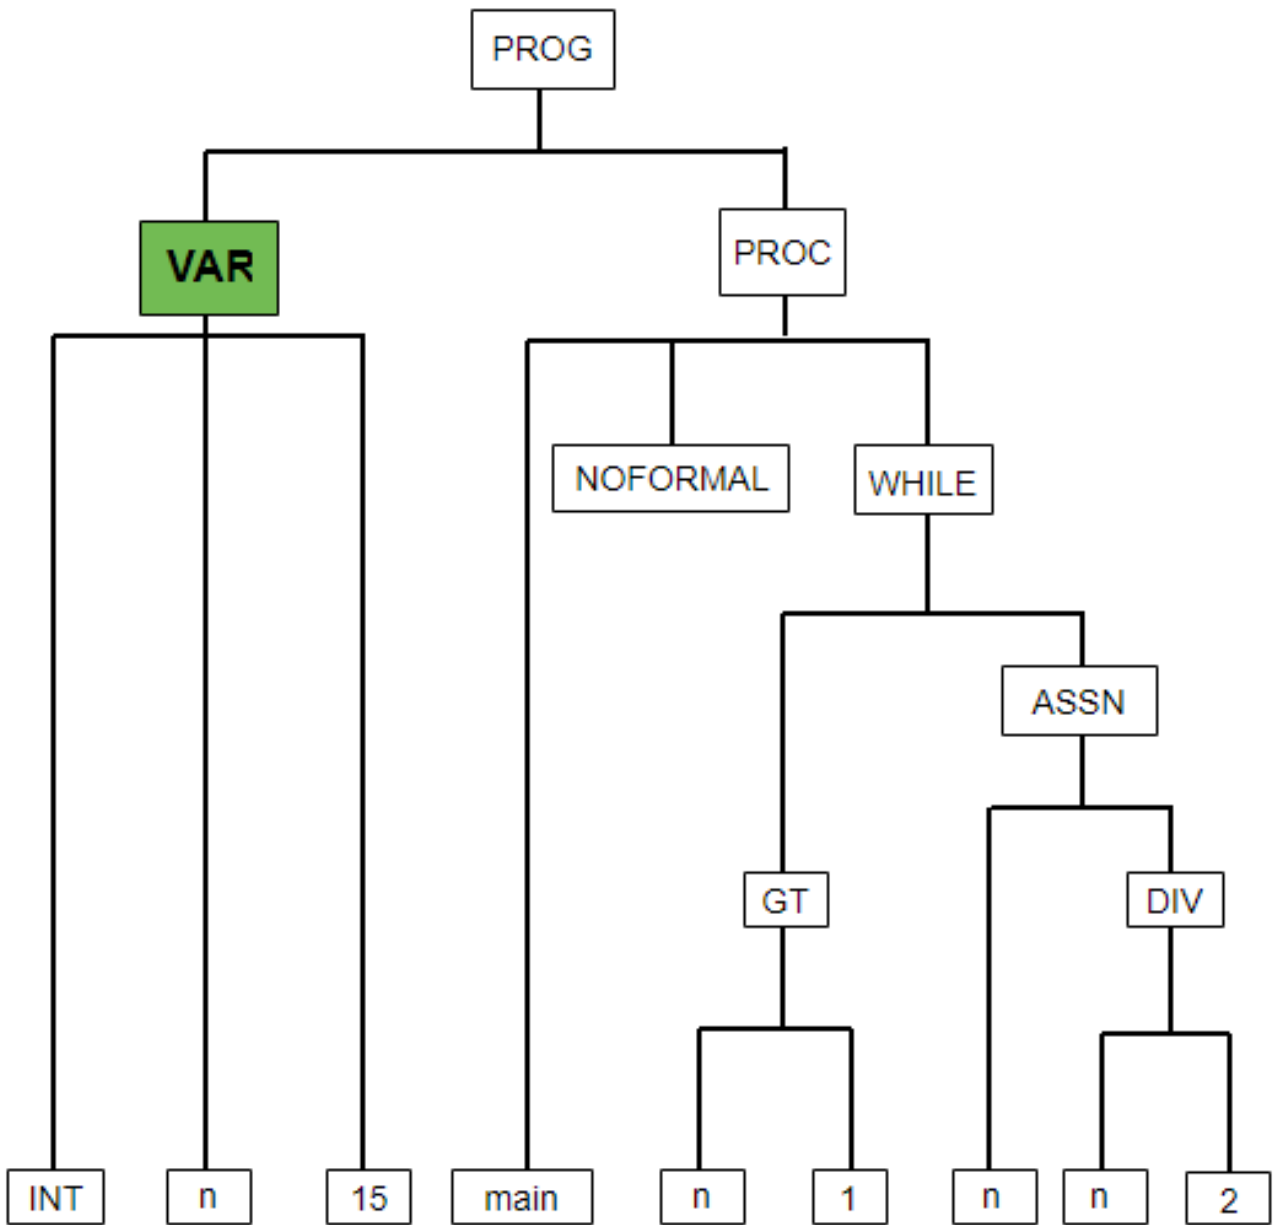 PROG
VAR
PROC
NOFORMAL
WHILE
ASSN
GT
DIV
INT
n
15
main
n
1
n
n
2